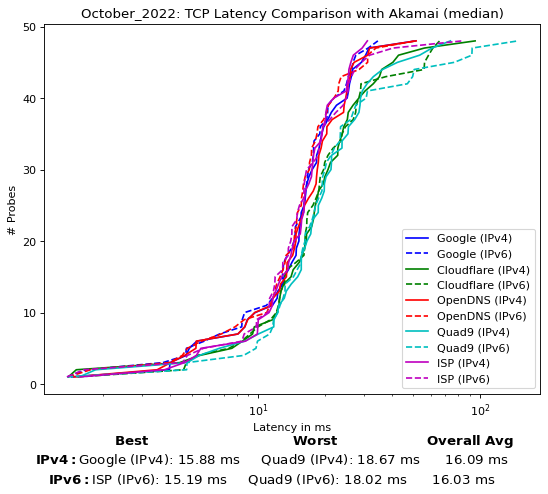 October_2022: TCP Latency Comparison with Akamai (median)
50
40
30
20
10
0
# Probes
Google (IPv4)
Google (IPv6)
Cloudflare (IPv4)
Cloudflare (IPv6)
OpenDNS (IPv4)
OpenDNS (IPv6)
Quad9 (IPv4)
Quad9 (IPv6)
ISP (IPv4)
ISP (IPv6)
10¹ 10²
Latency in ms
Best Worst Overall Avg
IPv4: Google (IPv4): 15.88 ms Quad9 (IPv4): 18.67 ms 16.09 ms
IPv6: ISP (IPv6): 15.19 ms Quad9 (IPv6): 18.02 ms 16.03 ms